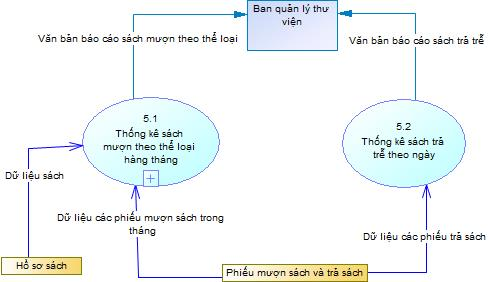 Ban quản lý thư
viện
Văn bản báo cáo sách mượn theo thể loại
Văn bản báo cáo sách trả trễ
5.1
Thống kê sách
mượn theo thể loại
hàng tháng
5.2
Thống kê sách trả
trễ theo ngày
Dữ liệu sách
Dữ liệu các phiếu mượn sách trong
tháng
Dữ liệu các phiếu trả sách
Hồ sơ sách
Phiếu mượn sách và trả sách